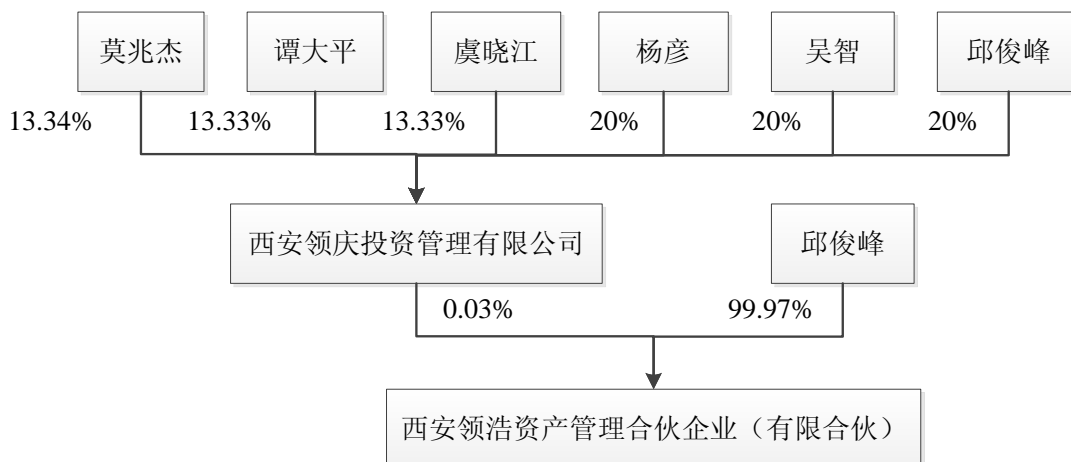 莫兆杰
谭大平
虞晓江
杨彦
吴智
邱俊峰
13.34%
13.33%
13.33%
20%
20%
20%
西安领庆投资管理有限公司
邱俊峰
0.03%
99.97%
西安领浩资产管理合伙企业（有限合伙）